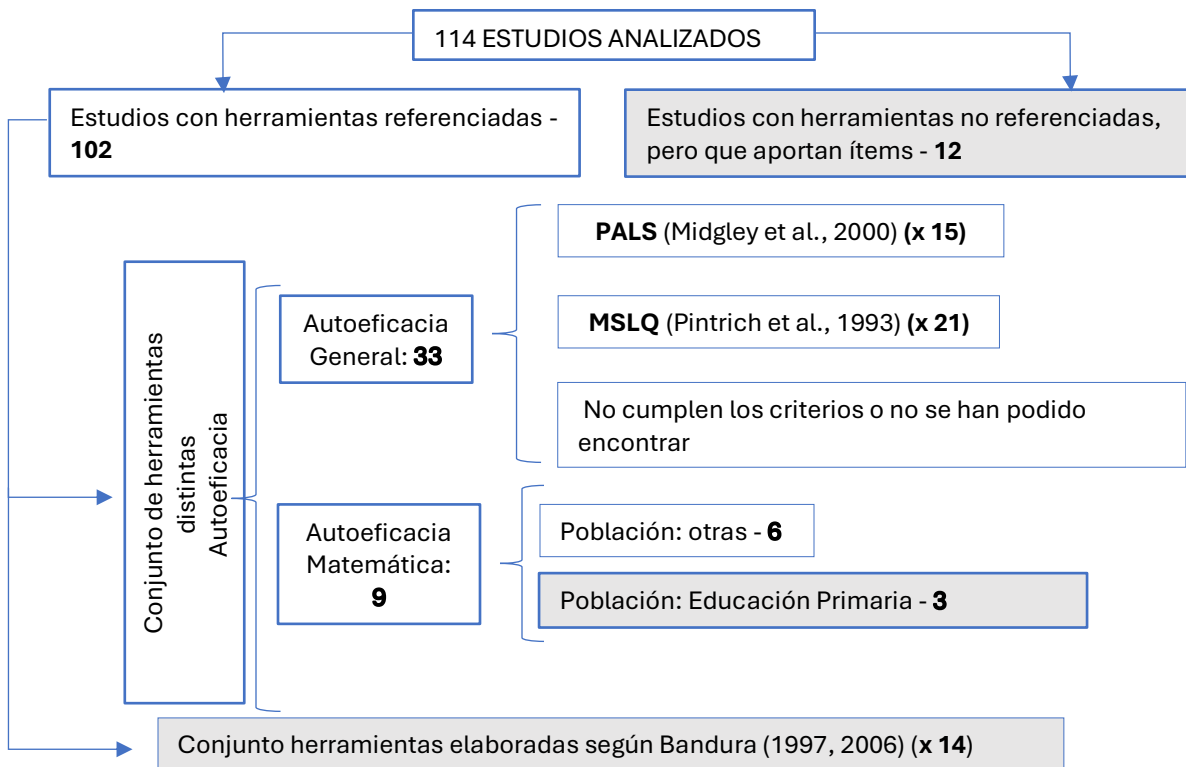 114 ESTUDIOS ANALIZADOS
Estudios con herramientas referenciadas -
102
Estudios con herramientas no referenciadas,
pero que aportan ítems - 12
Conjunto de herramientas
distintas
Autoeficacia
Autoeficacia
General: 33
PALS (Midgley et al., 2000) (x 15)
MSLQ (Pintrich et al., 1993) (x 21)
No cumplen los criterios o no se han podido
encontrar
Autoeficacia
Matemática:
9
Población: otras - 6
Población: Educación Primaria - 3
Conjunto herramientas elaboradas según Bandura (1997, 2006) (x 14)